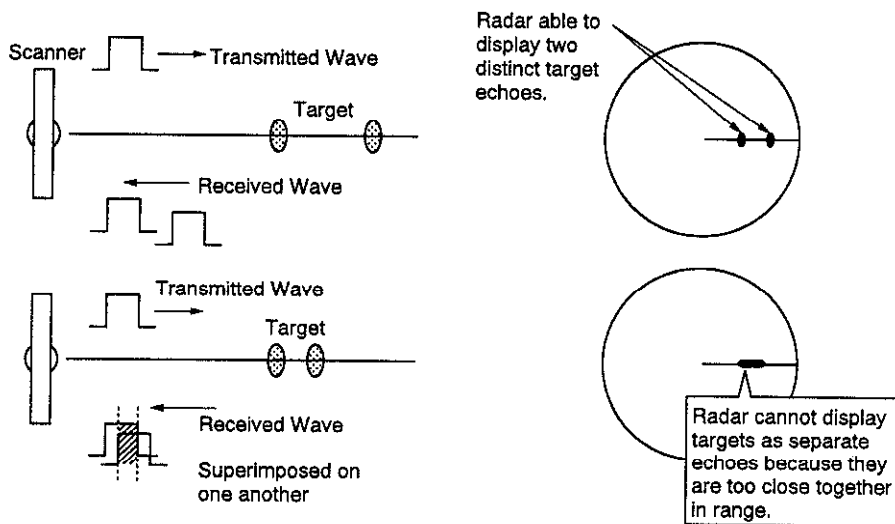 Scanner
Transmitted Wave
Target
Received Wave
Radar able to
display two
distinct target
echoes.
Transmitted Wave
Target
Received Wave
Superimposed on
one another
Radar cannot display
targets as separate
echoes because they
are too close together
in range.